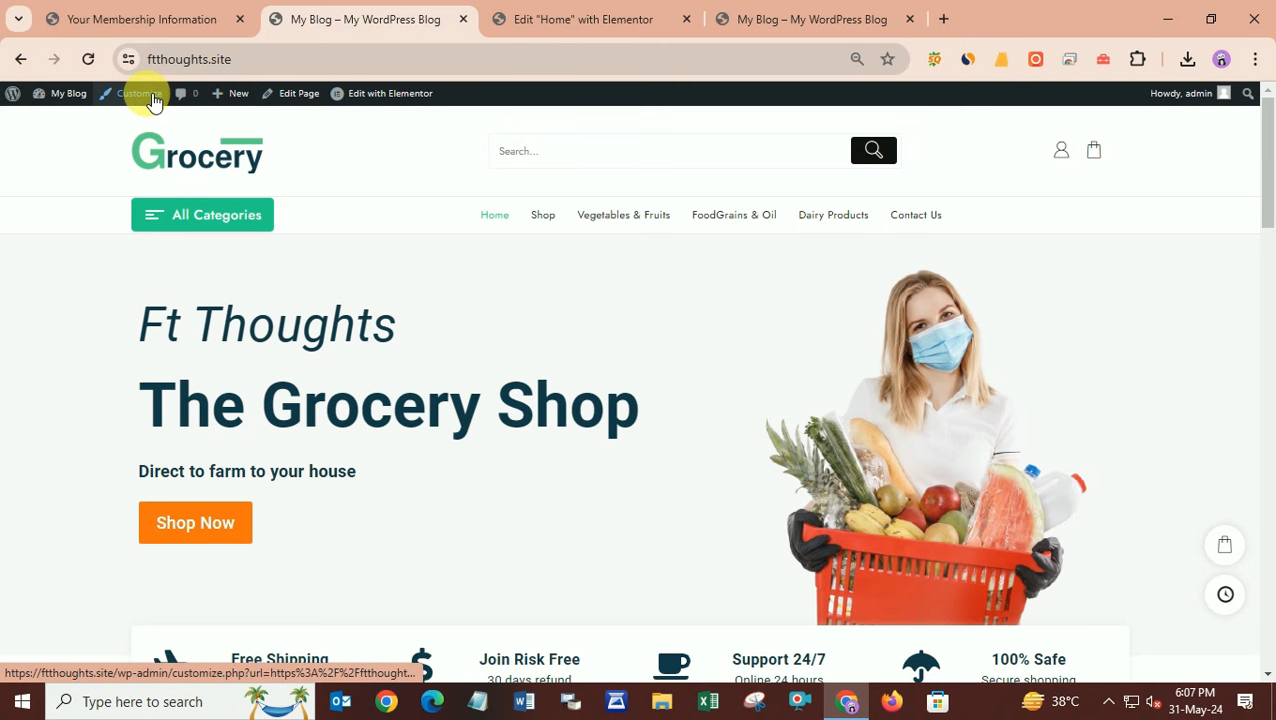 Your Membership Information
My Blog – My WordPress Blog
Edit "Home" with Elementor
My Blog – My WordPress Blog
ftthoughts.site
My Blog
Customize
0
New
Edit Page
Edit with Elementor
Howdy, admin
Grocery
Search...
All Categories
Home
Shop
Vegetables & Fruits
FoodGrains & Oil
Dairy Products
Contact Us
Ft Thoughts
The Grocery Shop
Direct to farm to your house
Shop Now
Free Shipping
Join Risk Free
30 days refund
Support 24/7
Online 24 hours
100% Safe
Secure shopping
https://ftthoughts.site/wp-admin/customize.php?url=https%3A%2F%2Fftthought...
Type here to search
38°C
6:07 PM
31-May-24